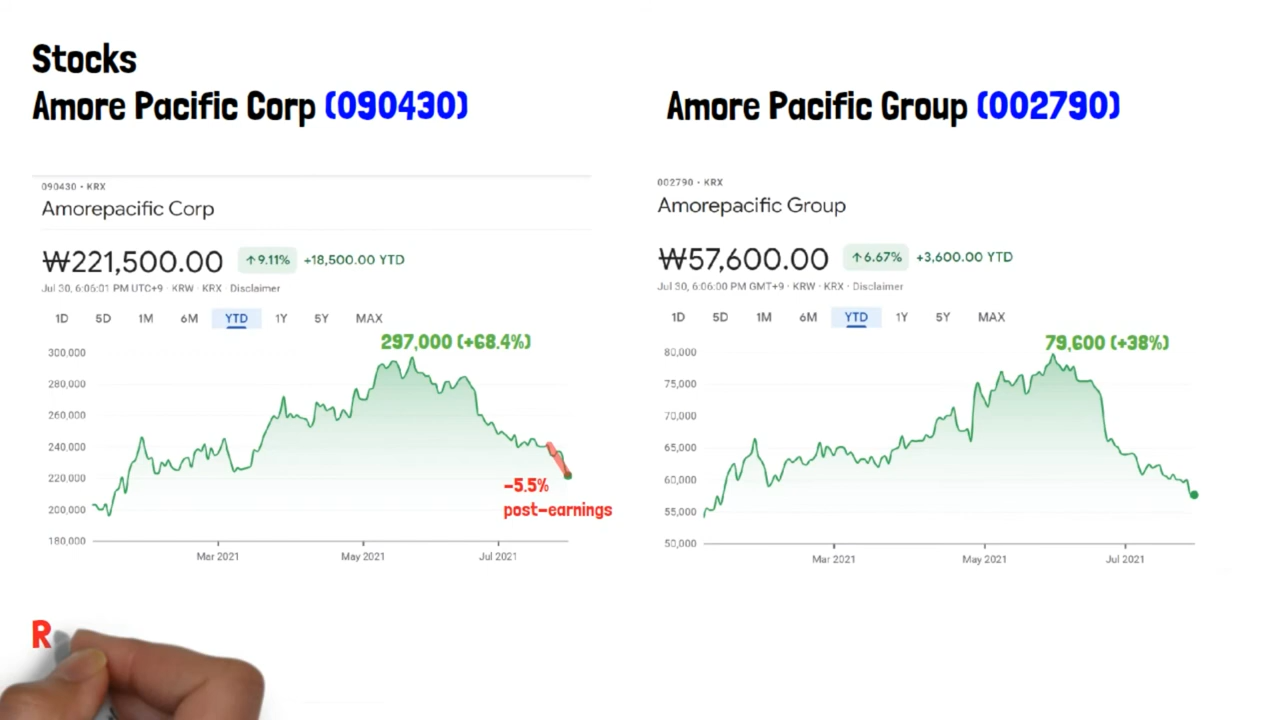 Stocks
Amore Pacific Corp (090430)
Amore Pacific Group (002790)
090430 • KRX
Amorepacific Corp
₩221,500.00 ↑9.11% +18,500.00 YTD
Jul 30, 6:05:01 PM UTC+9 · KRW · KRX · Disclaimer
1D 5D 1M 6M YTD 1Y 5Y MAX
297,000 (+68.4%)
300,000
280,000
260,000
240,000
220,000
200,000
180,000
-5.5%
post-earnings
Mar 2021 May 2021 Jul 2021
002790 • KRX
Amorepacific Group
₩57,600.00 ↑6.67% +3,600.00 YTD
Jul 30, 6:06:00 PM GMT+9 · KRW · KRX · Disclaimer
1D 5D 1M 6M YTD 1Y 5Y MAX
79,600 (+38%)
80,000
75,000
70,000
65,000
60,000
55,000
50,000
Mar 2021 May 2021 Jul 2021
R